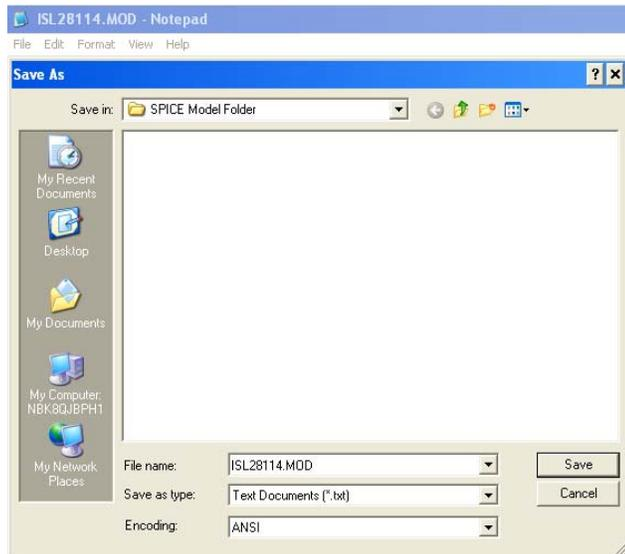 ISL28114.MOD - Notepad
File Edit Format View Help
Save As
Save in: SPICE Model Folder
My Recent
Documents
Desktop
My Documents
My Computer:
NBK8QJBPH1
My Network
Places
File name: ISL28114.MOD
Save as type: Text Documents (*.txt)
Encoding: ANSI
Save
Cancel